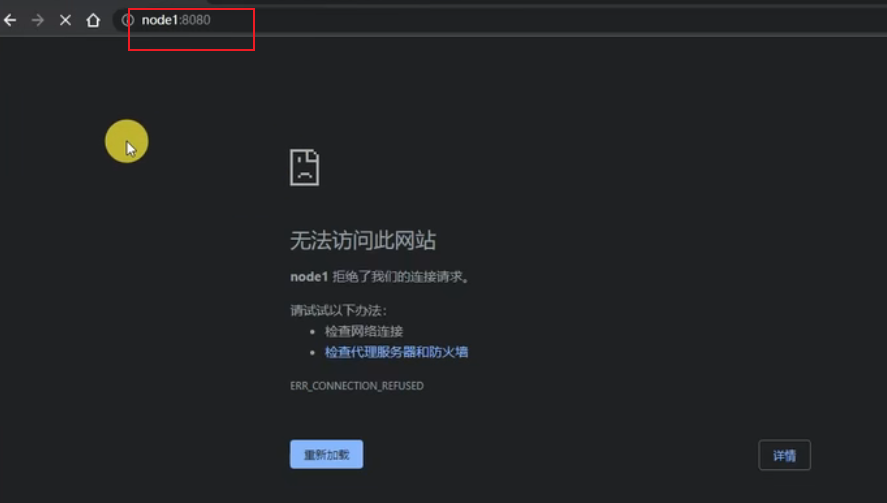 node1:8080
无法访问此网站
node1 拒绝了我们的连接请求。
请试试以下办法：
检查网络连接
检查代理服务器和防火墙
ERR_CONNECTION_REFUSED
重新加载
详情